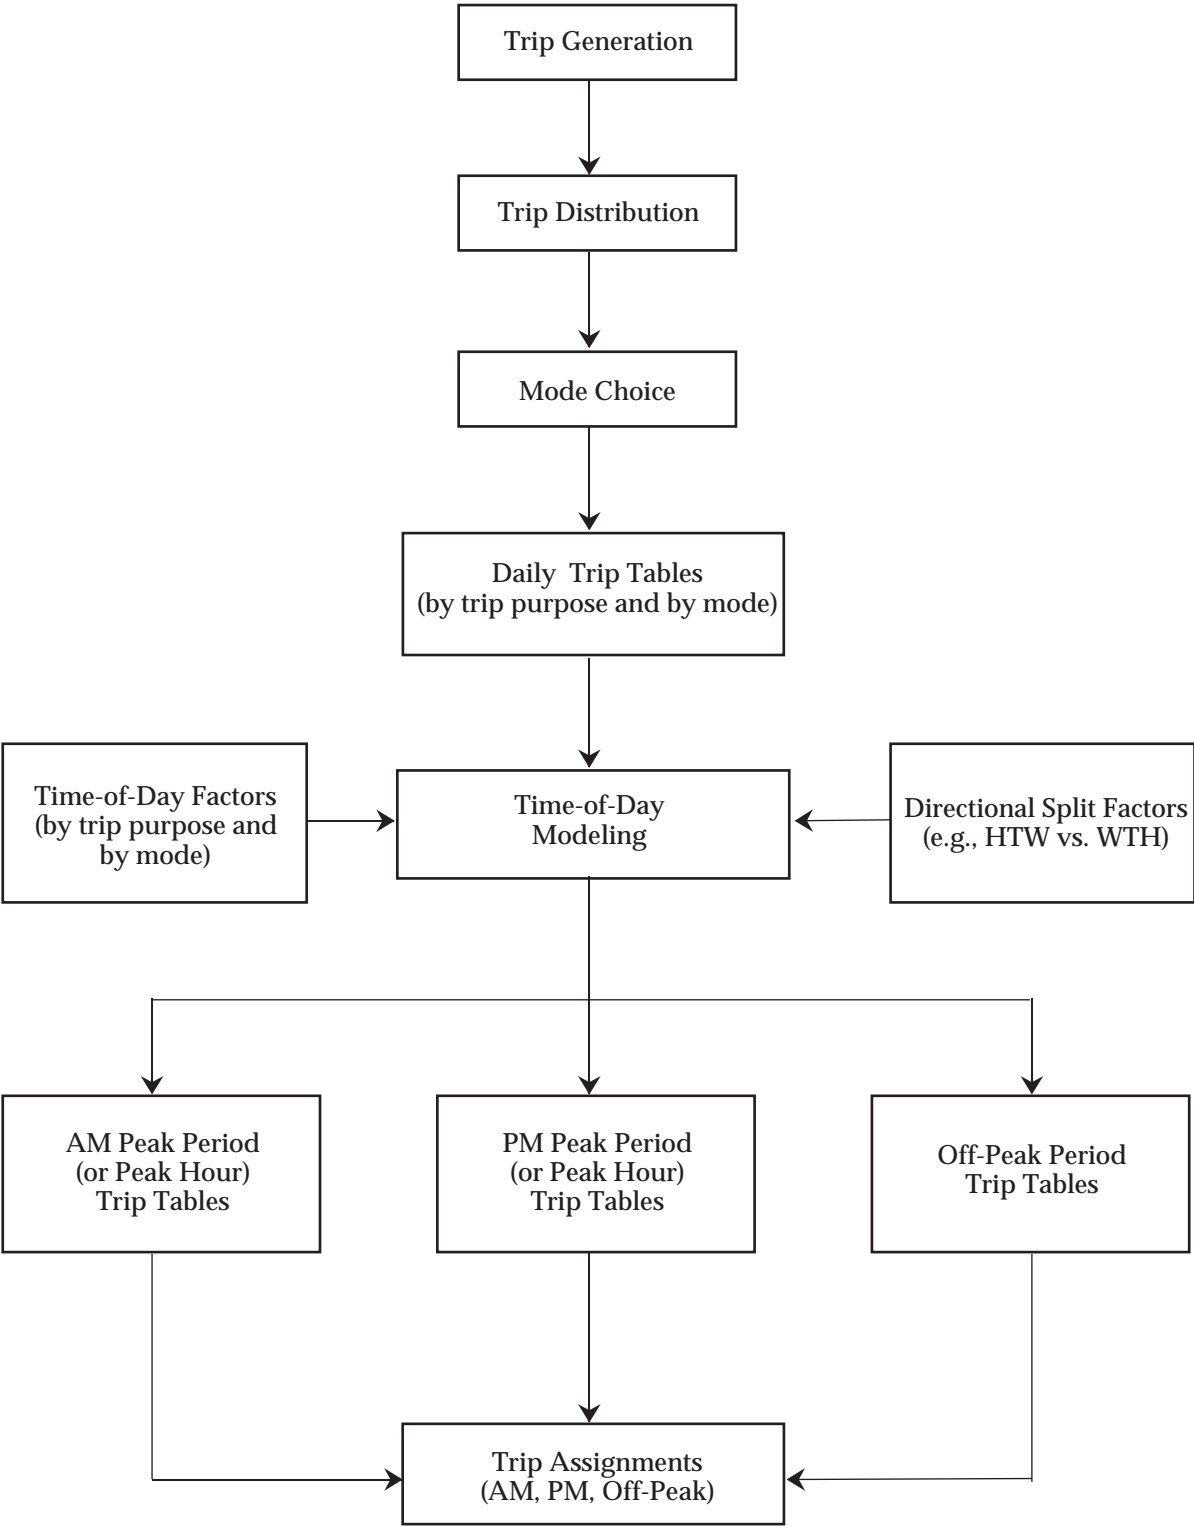 Trip Generation
Trip Distribution
Mode Choice
Daily Trip Tables
(by trip purpose and by mode)
Time-of-Day Factors
(by trip purpose and
by mode)
Time-of-Day
Modeling
Directional Split Factors
(e.g., HTW vs. WTH)
AM Peak Period
(or Peak Hour)
Trip Tables
PM Peak Period
(or Peak Hour)
Trip Tables
Off-Peak Period
Trip Tables
Trip Assignments
(AM, PM, Off-Peak)